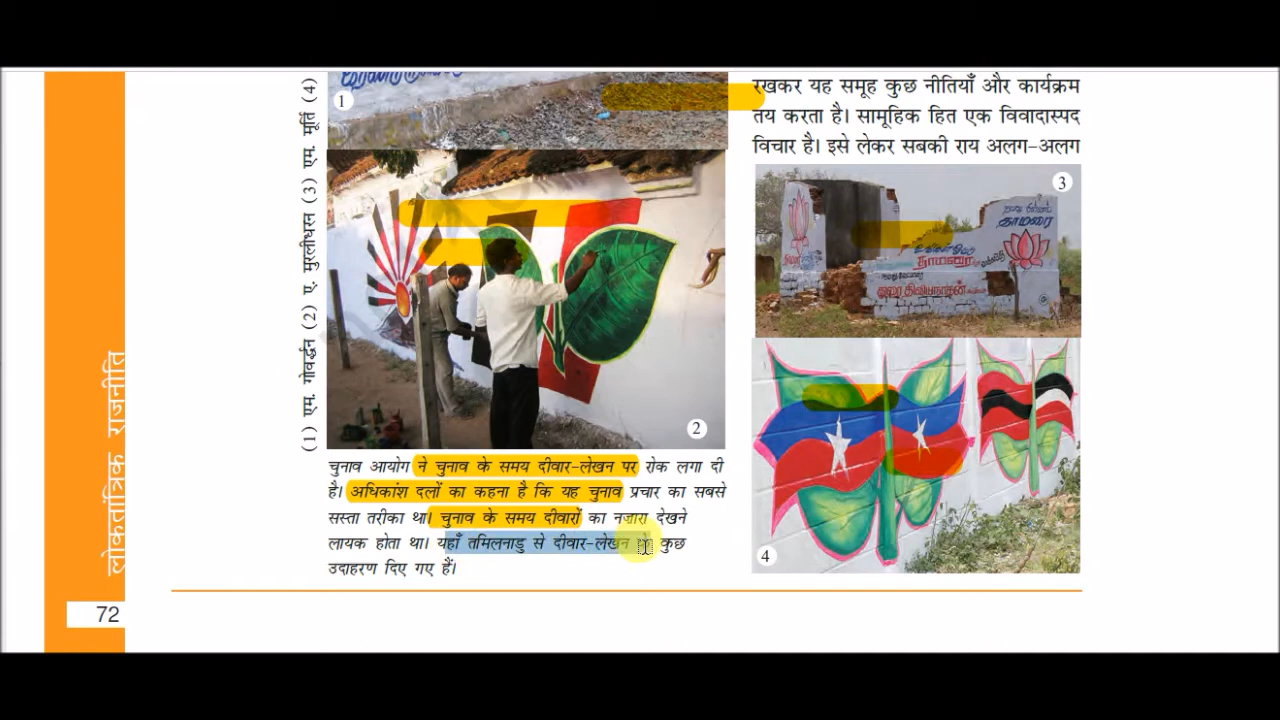 1
(1) एम. गोवर्द्धन (2) ए. मुरलीधरन (3) एम. मूर्ति (4)
2
चुनाव आयोग ने चुनाव के समय दीवार-लेखन पर रोक लगा दी
है। अधिकांश दलों का कहना है कि यह चुनाव प्रचार का सबसे
सस्ता तरीका था। चुनाव के समय दीवारों का नज़ारा देखने
लायक होता था। यहाँ तमिलनाडु से दीवार-लेखन के कुछ
उदाहरण दिए गए हैं।
रखकर यह समूह कुछ नीतियाँ और कार्यक्रम
तय करता है। सामूहिक हित एक विवादास्पद
विचार है। इसे लेकर सबकी राय अलग-अलग
3
தாமரை
தாமரை
4
लोकतांत्रिक राजनीति
72